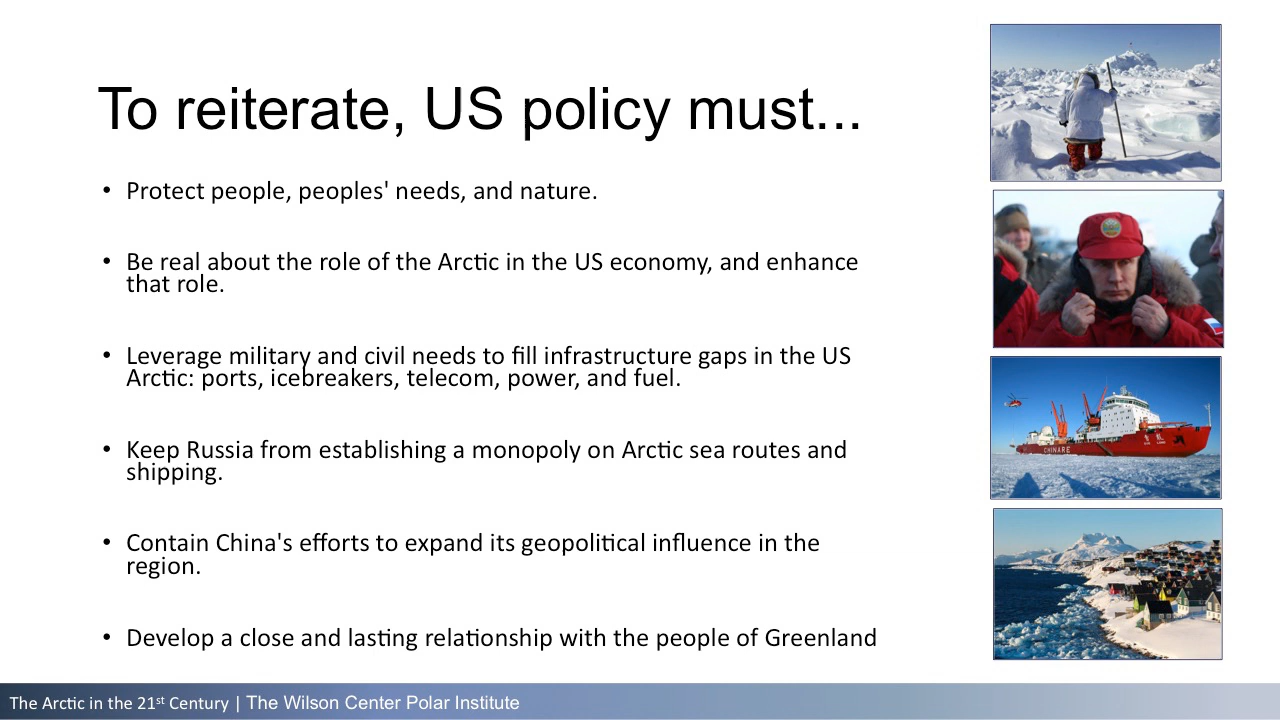 To reiterate, US policy must...
• Protect people, peoples' needs, and nature.
• Be real about the role of the Arctic in the US economy, and enhance
that role.
• Leverage military and civil needs to fill infrastructure gaps in the US
Arctic: ports, icebreakers, telecom, power, and fuel.
• Keep Russia from establishing a monopoly on Arctic sea routes and
shipping.
• Contain China's efforts to expand its geopolitical influence in the
region.
• Develop a close and lasting relationship with the people of Greenland
CHINARE
The Arctic in the 21st Century | The Wilson Center Polar Institute